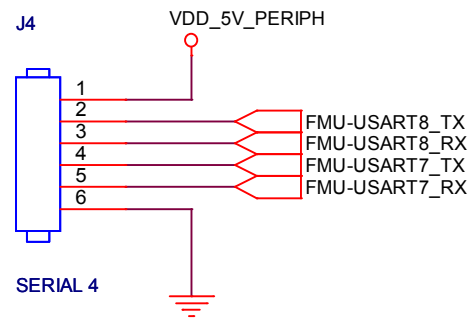 J4
VDD_5V_PERIPH
1
2
3
4
5
6
FMU-USART8_TX
FMU-USART8_RX
FMU-USART7_TX
FMU-USART7_RX
SERIAL 4